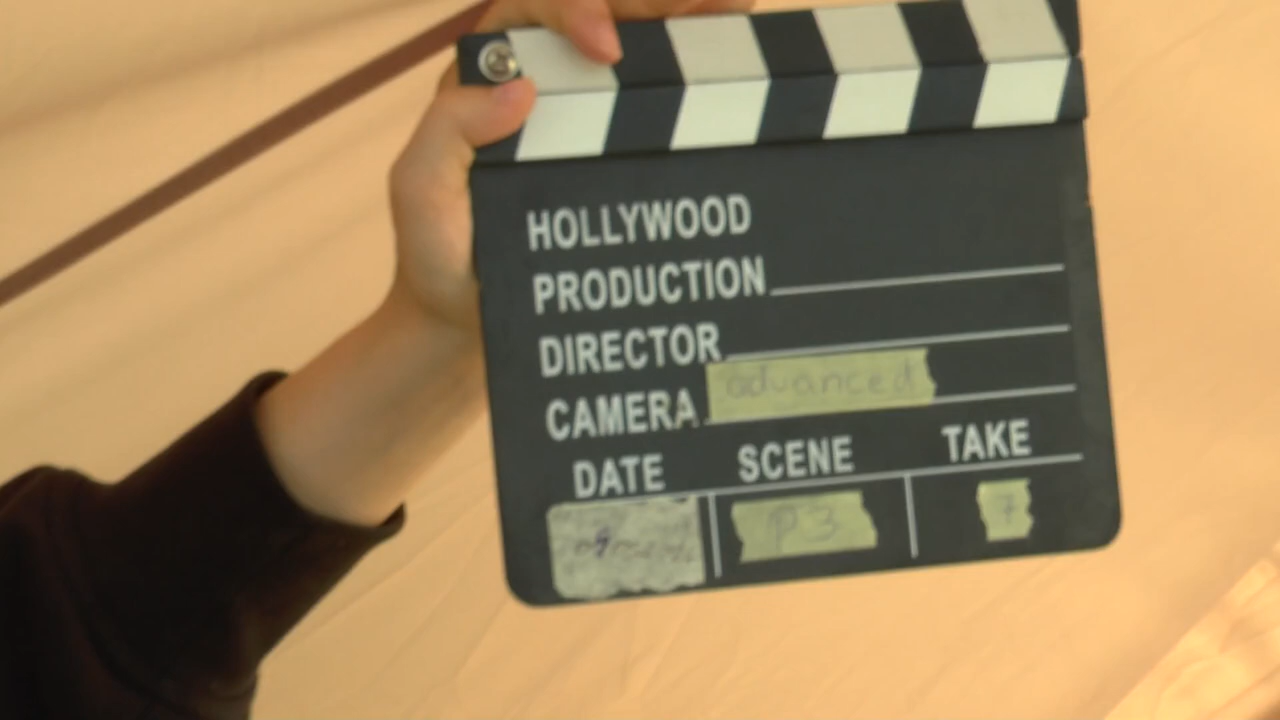 HOLLYWOOD
PRODUCTION
DIRECTOR
advanced
CAMERA
DATE SCENE TAKE
p3 7